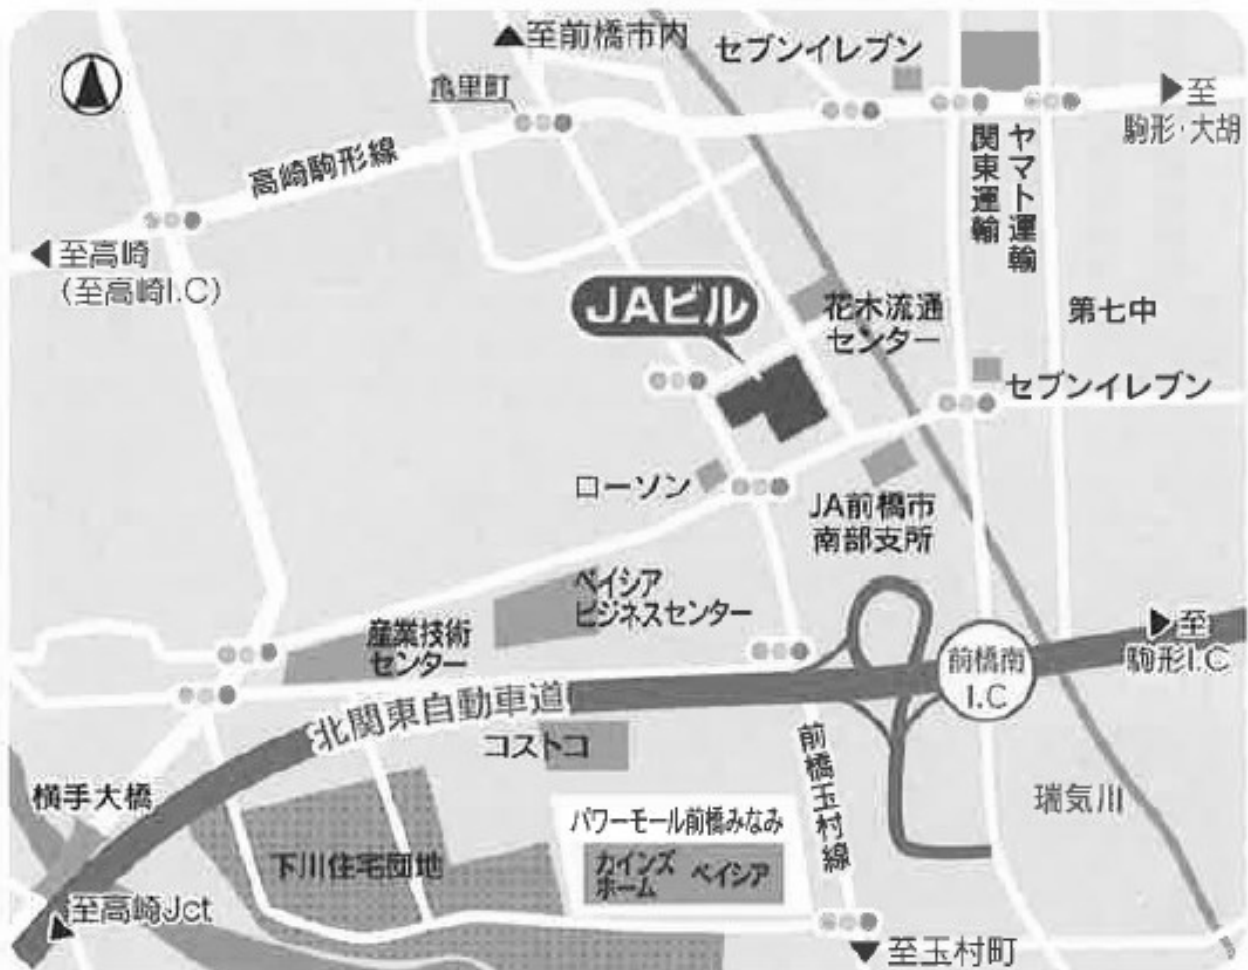 至前橋市内
セブンイレブン
亀里町
至
駒形・大胡
高崎駒形線
関東運輸
ヤマト運輸
至高崎
(至高崎I.C)
JAビル
花木流通
センター
第七中
セブンイレブン
ローソン
JA前橋市
南部支所
ベイシア
ビジネスセンター
産業技術
センター
前橋南
I.C
至
駒形I.C
北関東自動車道
コストコ
前橋玉村線
横手大橋
瑞気川
パワーモール前橋みなみ
カインズ
ホーム
ベイシア
下川住宅団地
至高崎Jct
至玉村町